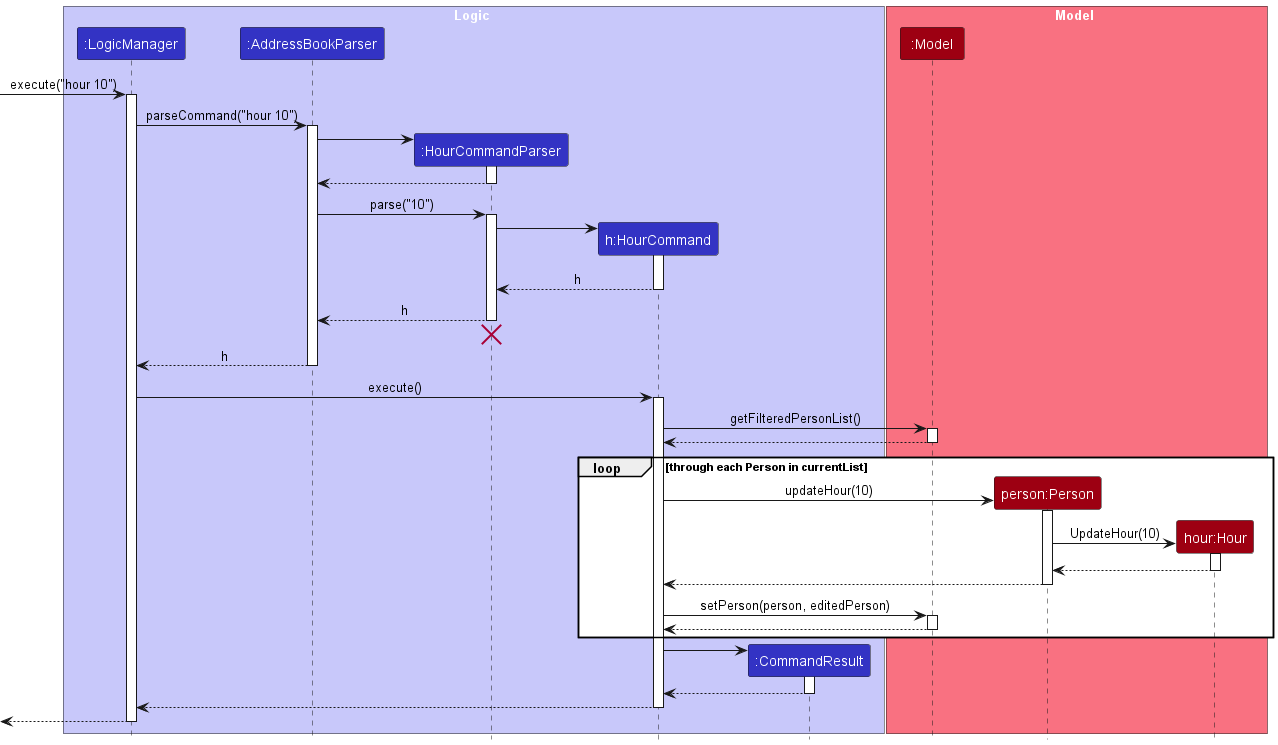 Logic
Model
:LogicManager
:AddressBookParser
:Model
execute("hour 10")
parseCommand("hour 10")
:HourCommandParser
parse("10")
h:HourCommand
h
h
h
execute()
getFilteredPersonList()
loop
[through each Person in currentList]
updateHour(10)
person:Person
UpdateHour(10)
hour:Hour
setPerson(person, editedPerson)
:CommandResult